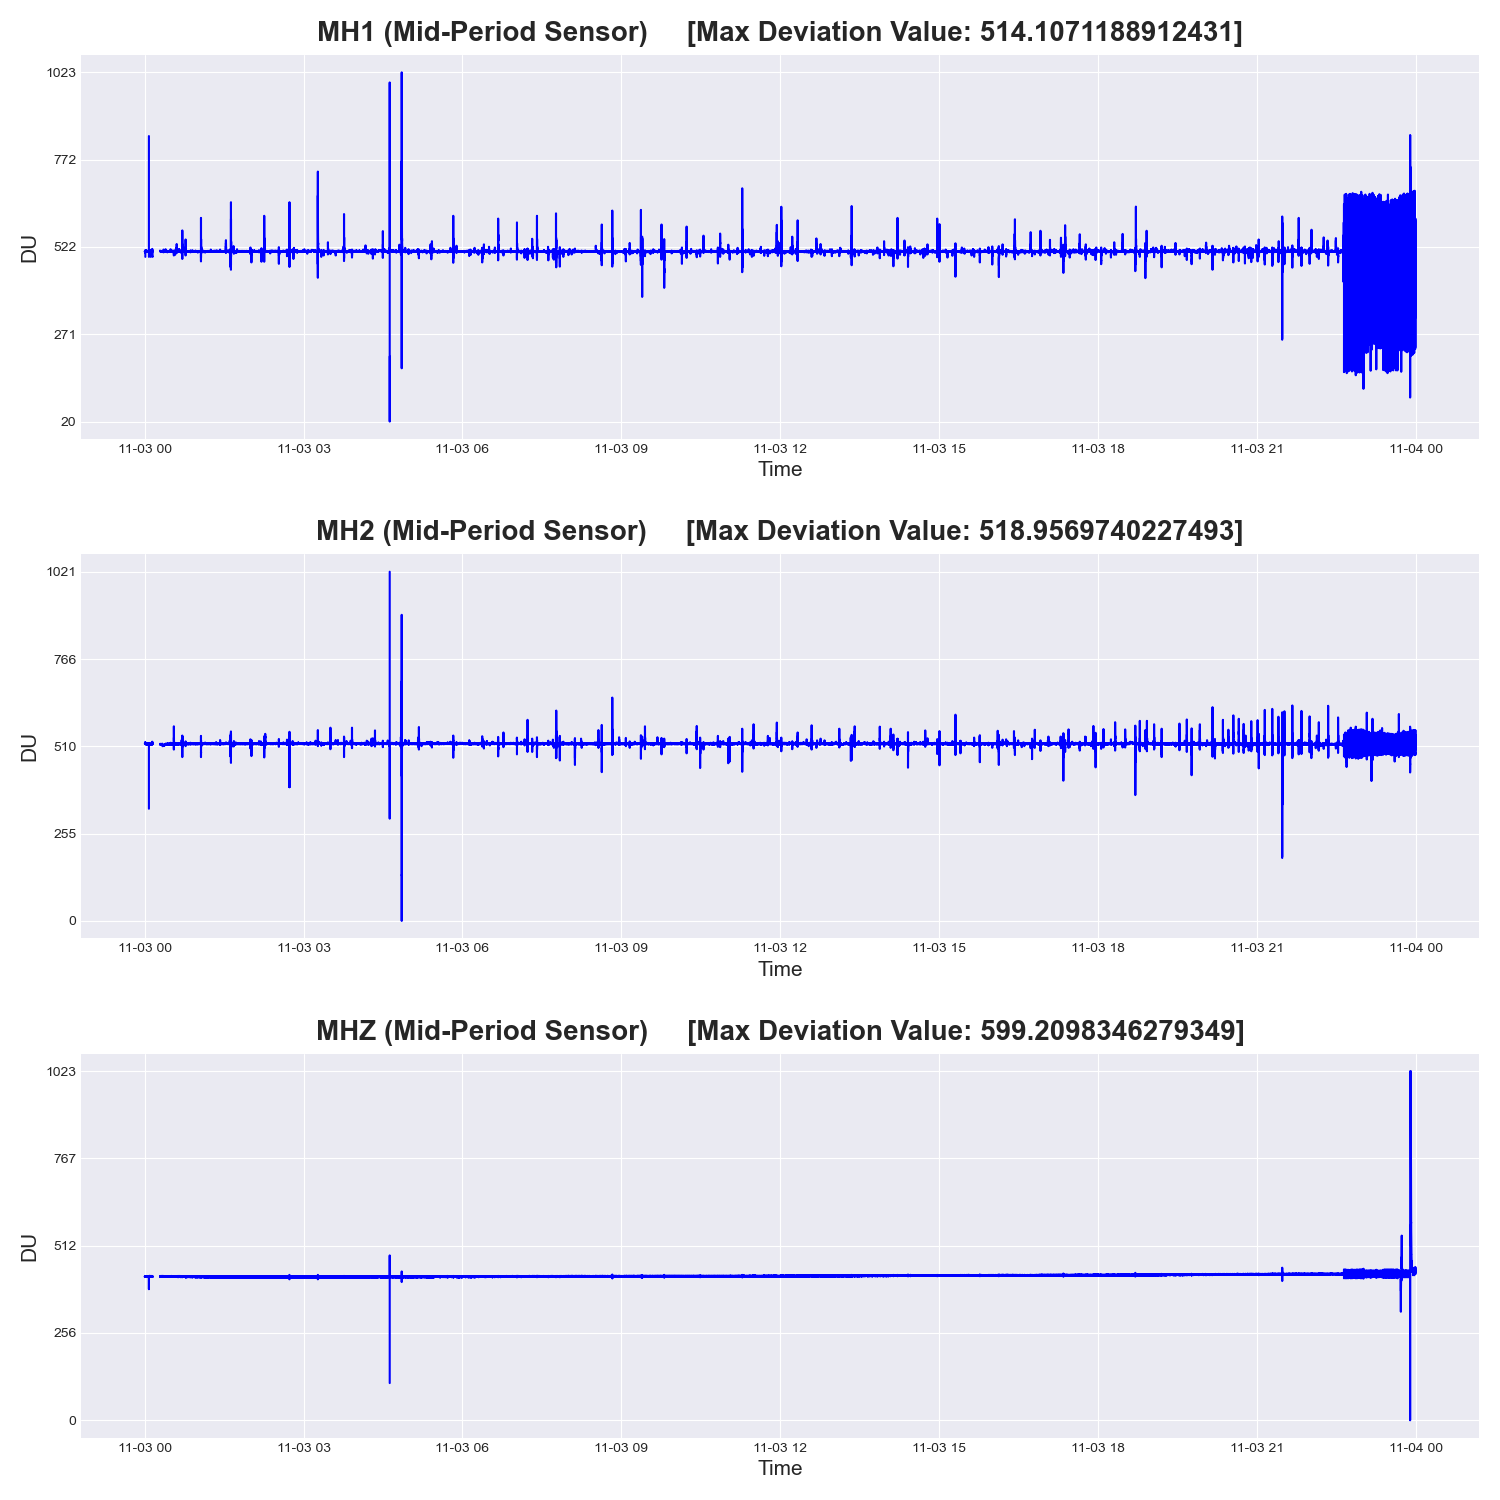 MH1 (Mid-Period Sensor) [Max Deviation Value: 514.1071188912431]
1023
772
522
271
20
DU
11-03 00 11-03 03 11-03 06 11-03 09 11-03 12 11-03 15 11-03 18 11-03 21 11-04 00
Time
MH2 (Mid-Period Sensor) [Max Deviation Value: 518.9569740227493]
1021
766
510
255
0
DU
11-03 00 11-03 03 11-03 06 11-03 09 11-03 12 11-03 15 11-03 18 11-03 21 11-04 00
Time
MHZ (Mid-Period Sensor) [Max Deviation Value: 599.2098346279349]
1023
767
512
256
0
DU
11-03 00 11-03 03 11-03 06 11-03 09 11-03 12 11-03 15 11-03 18 11-03 21 11-04 00
Time